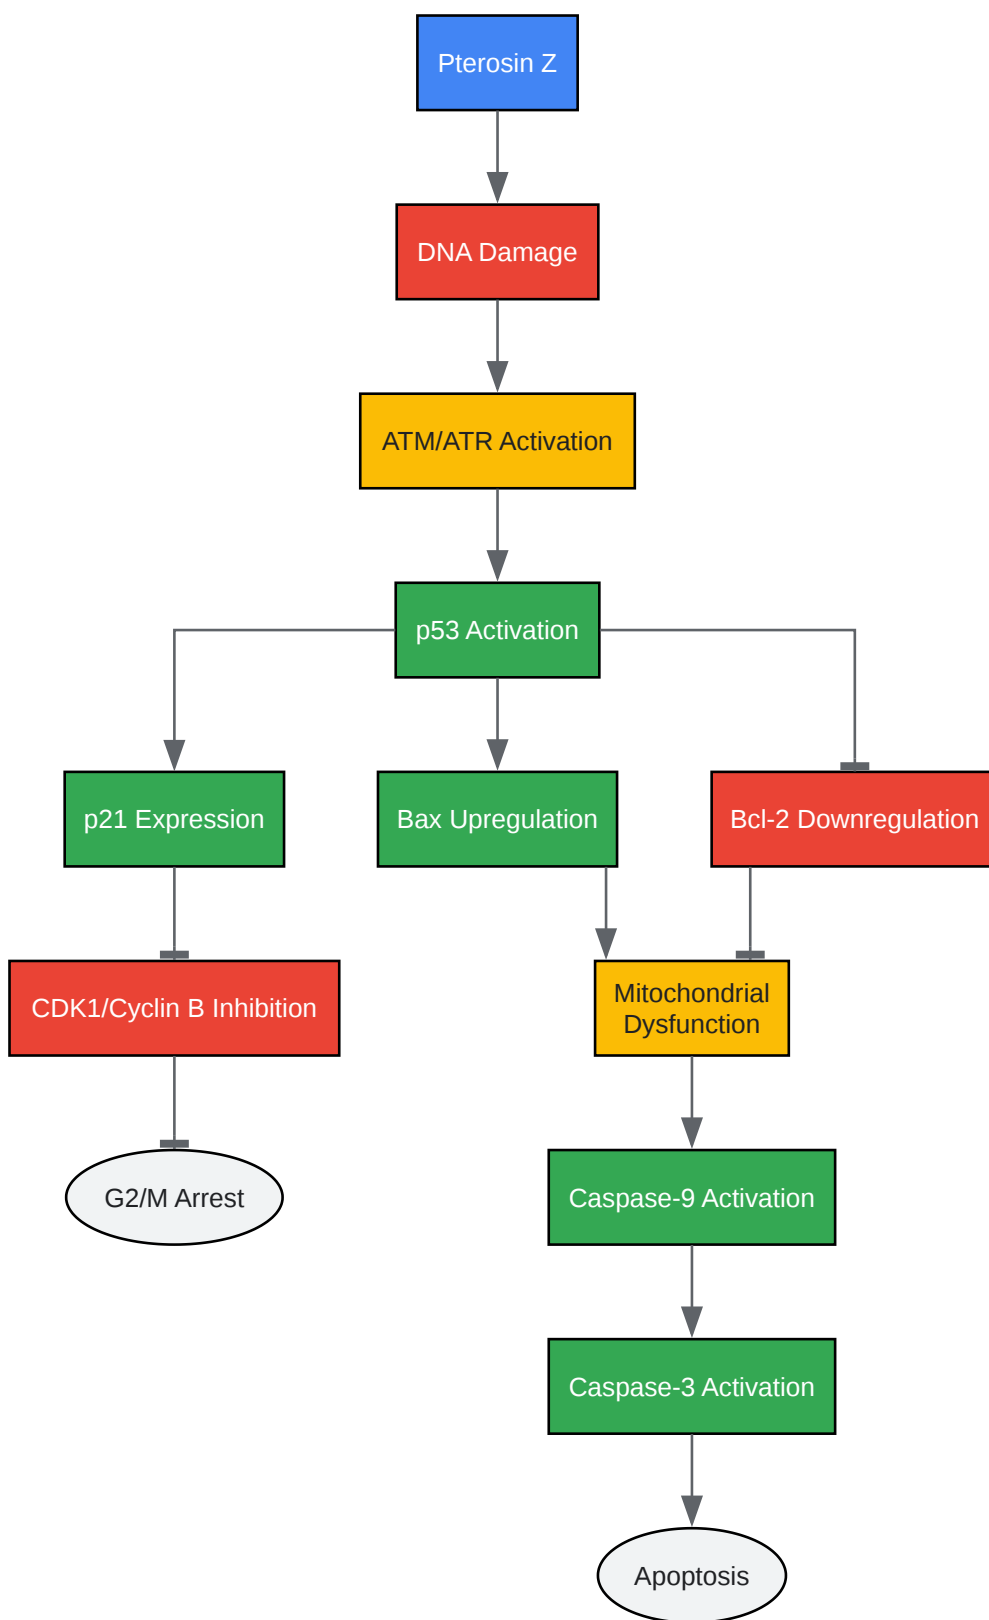 Pterosin Z
DNA Damage
ATM/ATR Activation
p53 Activation
p21 Expression
Bax Upregulation
Bcl-2 Downregulation
CDK1/Cyclin B Inhibition
Mitochondrial
Dysfunction
G2/M Arrest
Caspase-9 Activation
Caspase-3 Activation
Apoptosis